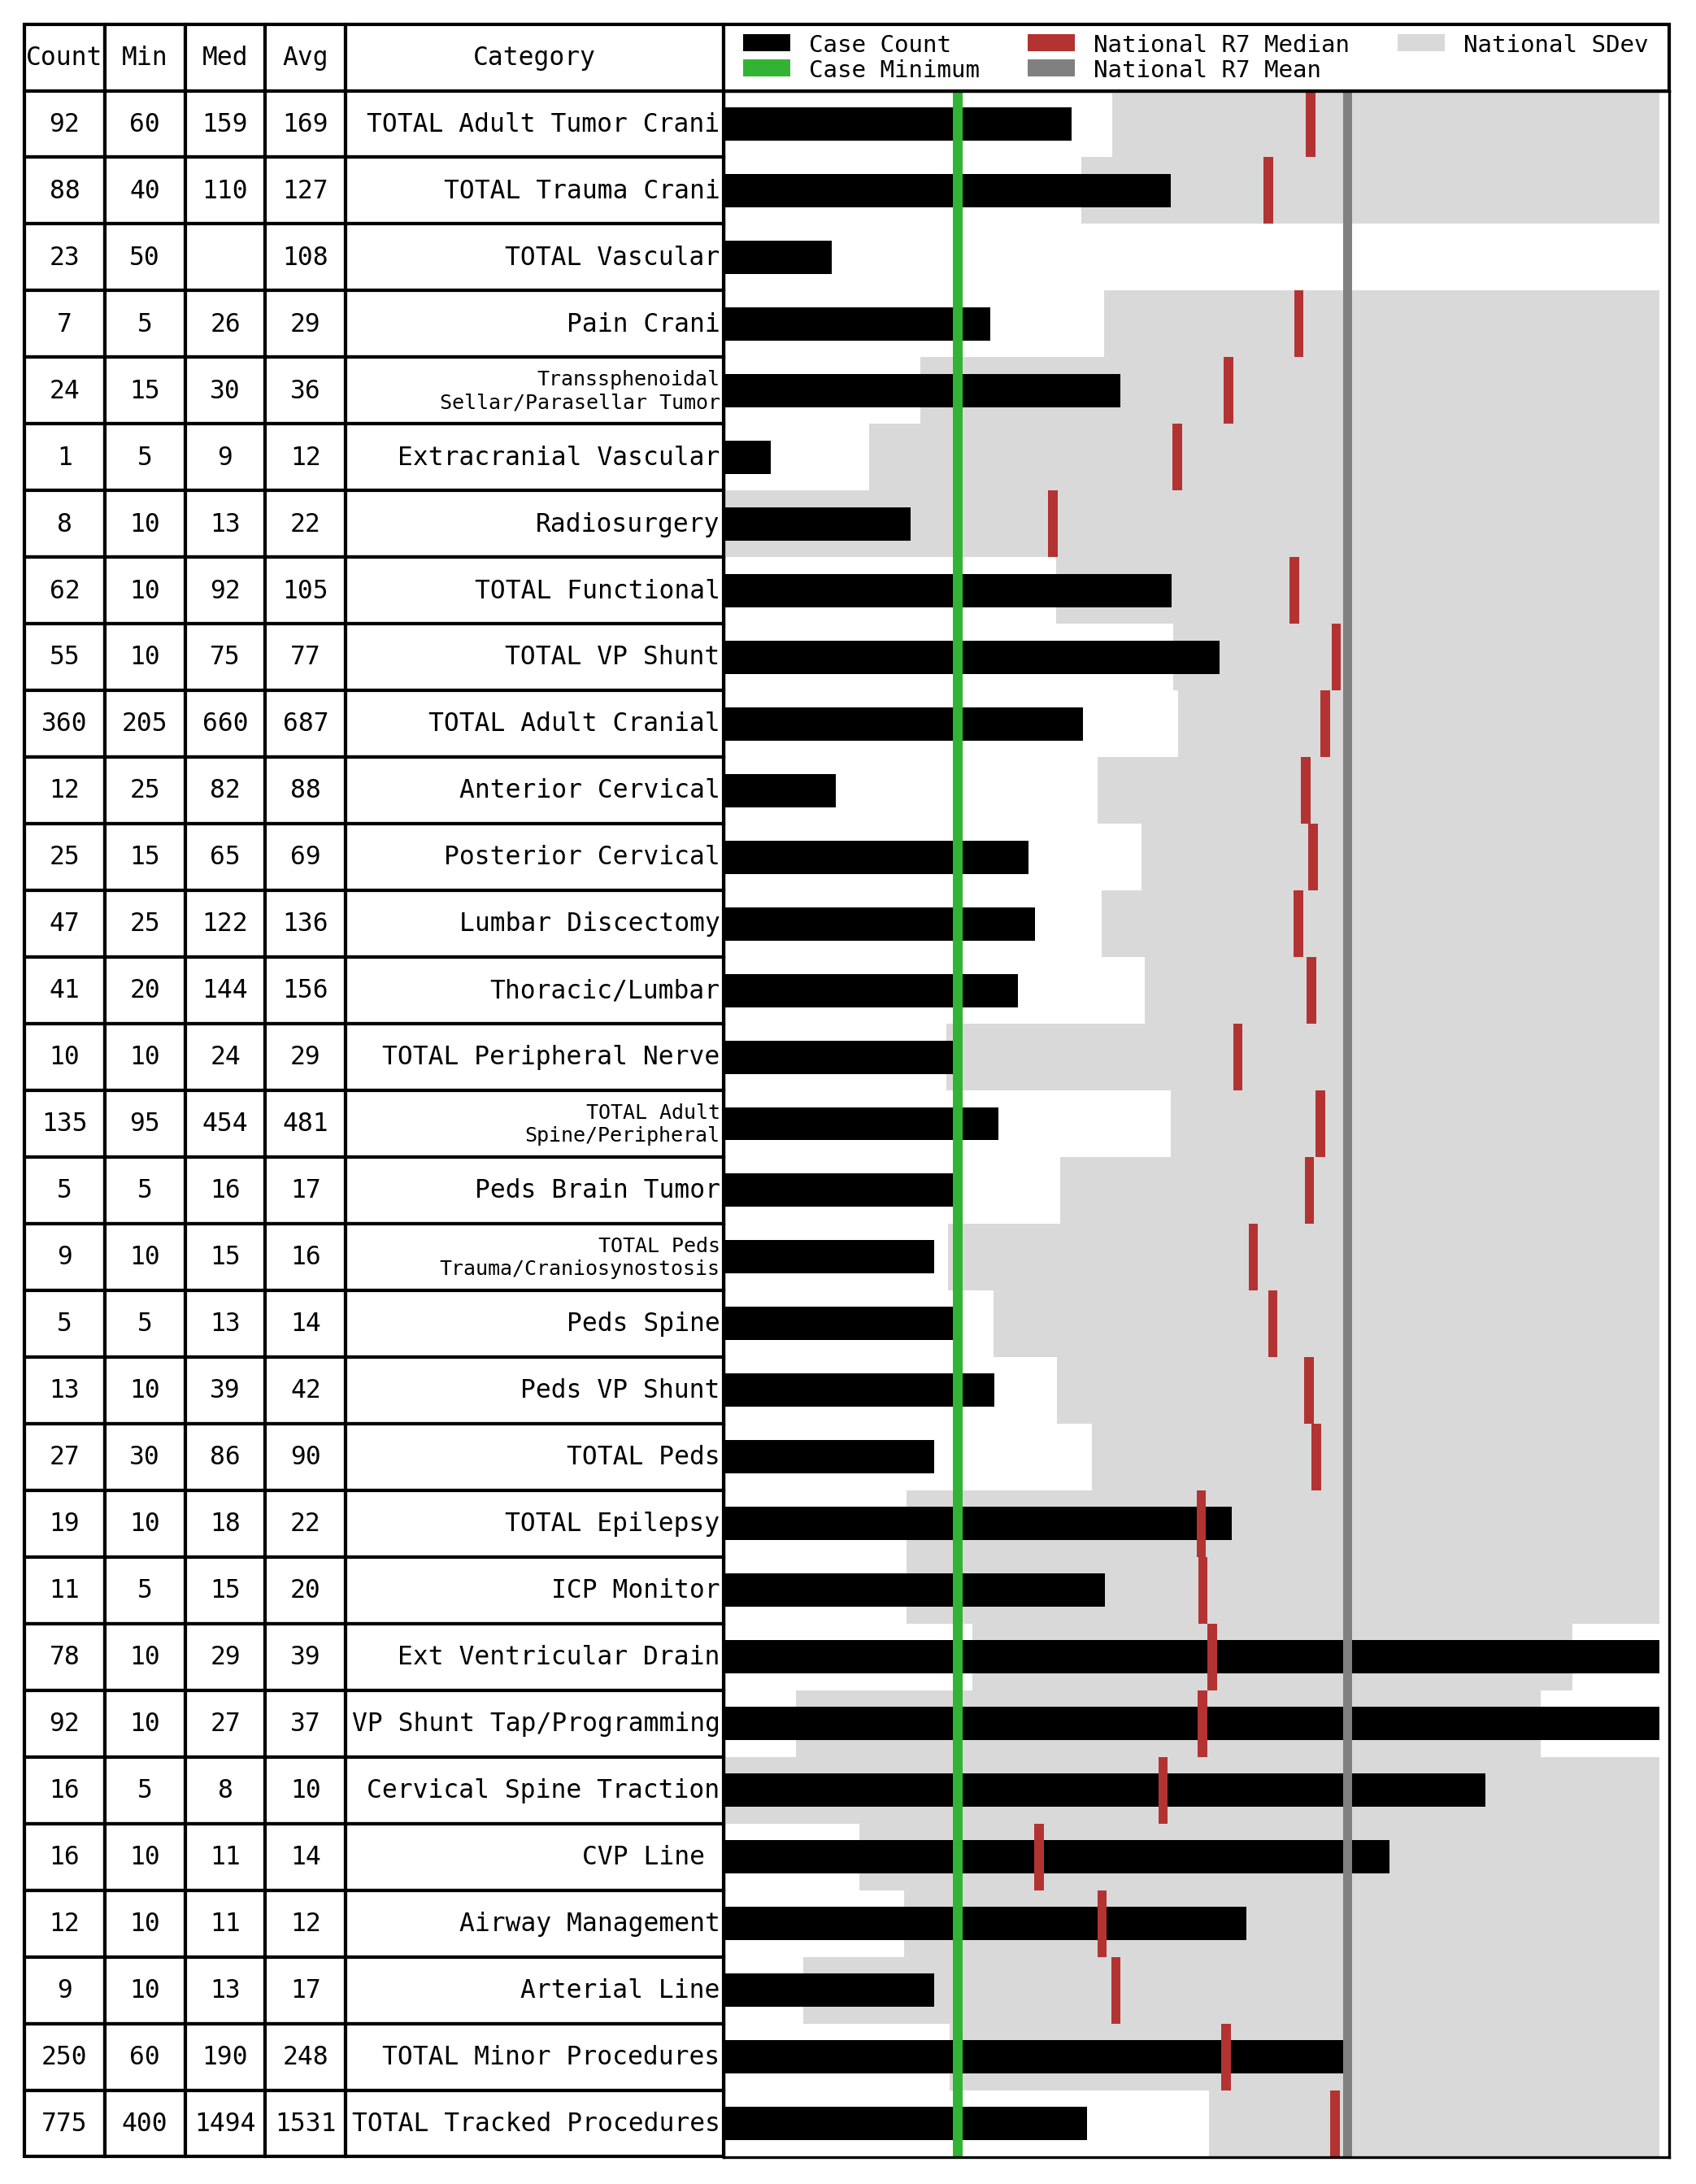 Count Min Med Avg Category Case Count National R7 Median National SDev
Case Minimum National R7 Mean
92 60 159 169 TOTAL Adult Tumor Crani
88 40 110 127 TOTAL Trauma Crani
23 50 108 TOTAL Vascular
7 5 26 29 Pain Crani
24 15 30 36 Transsphenoidal
Sellar/Parasellar Tumor
1 5 9 12 Extracranial Vascular
8 10 13 22 Radiosurgery
62 10 92 105 TOTAL Functional
55 10 75 77 TOTAL VP Shunt
360 205 660 687 TOTAL Adult Cranial
12 25 82 88 Anterior Cervical
25 15 65 69 Posterior Cervical
47 25 122 136 Lumbar Discectomy
41 20 144 156 Thoracic/Lumbar
10 10 24 29 TOTAL Peripheral Nerve
135 95 454 481 TOTAL Adult
Spine/Peripheral
5 5 16 17 Peds Brain Tumor
9 10 15 16 TOTAL Peds
Trauma/Craniosynostosis
5 5 13 14 Peds Spine
13 10 39 42 Peds VP Shunt
27 30 86 90 TOTAL Peds
19 10 18 22 TOTAL Epilepsy
11 5 15 20 ICP Monitor
78 10 29 39 Ext Ventricular Drain
92 10 27 37 VP Shunt Tap/Programming
16 5 8 10 Cervical Spine Traction
16 10 11 14 CVP Line
12 10 11 12 Airway Management
9 10 13 17 Arterial Line
250 60 190 248 TOTAL Minor Procedures
775 400 1494 1531 TOTAL Tracked Procedures